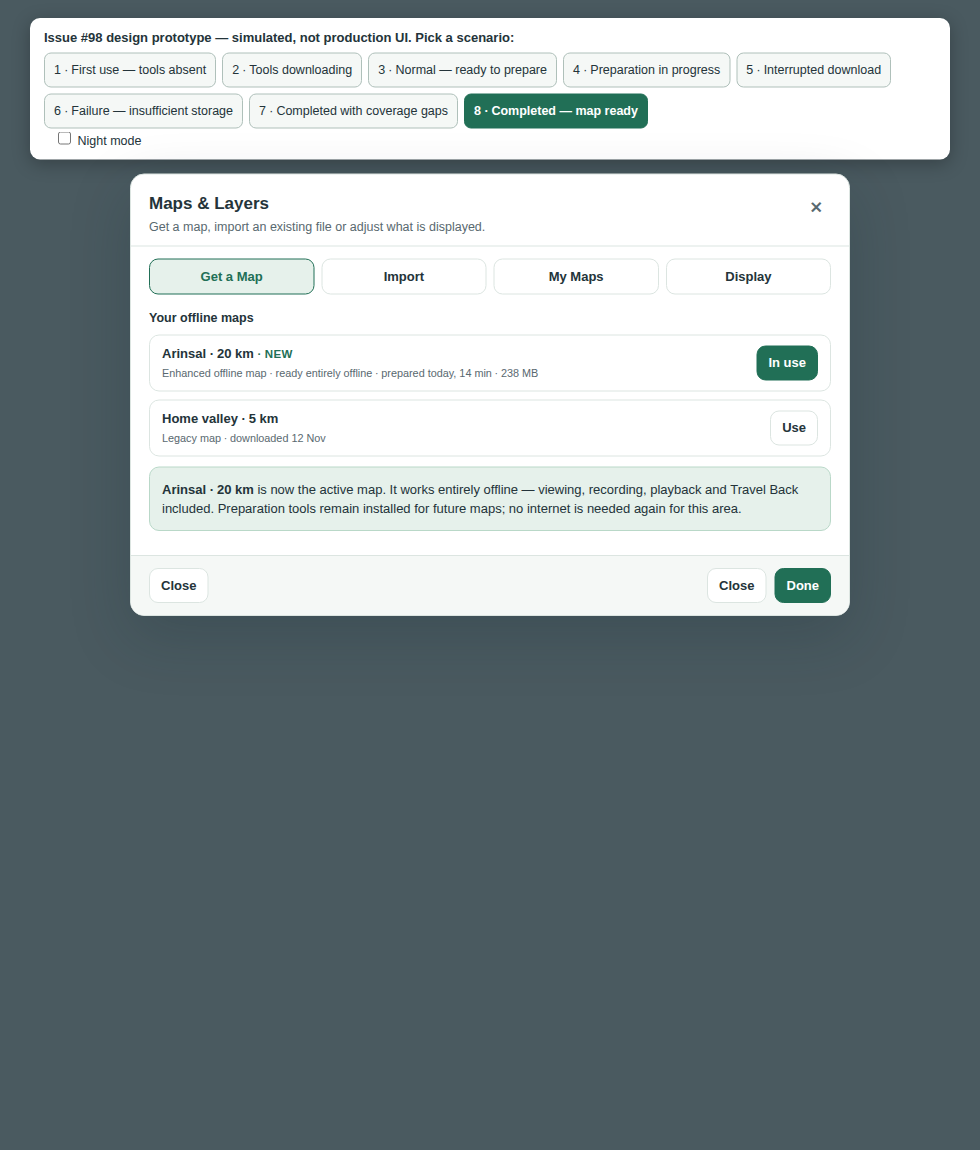 Issue #98 design prototype — simulated, not production UI. Pick a scenario:
1 · First use — tools absent
2 · Tools downloading
3 · Normal — ready to prepare
4 · Preparation in progress
5 · Interrupted download
6 · Failure — insufficient storage
7 · Completed with coverage gaps
8 · Completed — map ready
Night mode
Maps & Layers
✕
Get a map, import an existing file or adjust what is displayed.
Get a Map
Import
My Maps
Display
Your offline maps
Arinsal · 20 km · NEW
Enhanced offline map · ready entirely offline · prepared today, 14 min · 238 MB
In use
Home valley · 5 km
Legacy map · downloaded 12 Nov
Use
Arinsal · 20 km is now the active map. It works entirely offline — viewing, recording, playback and Travel Back
included. Preparation tools remain installed for future maps; no internet is needed again for this area.
Close
Close
Done